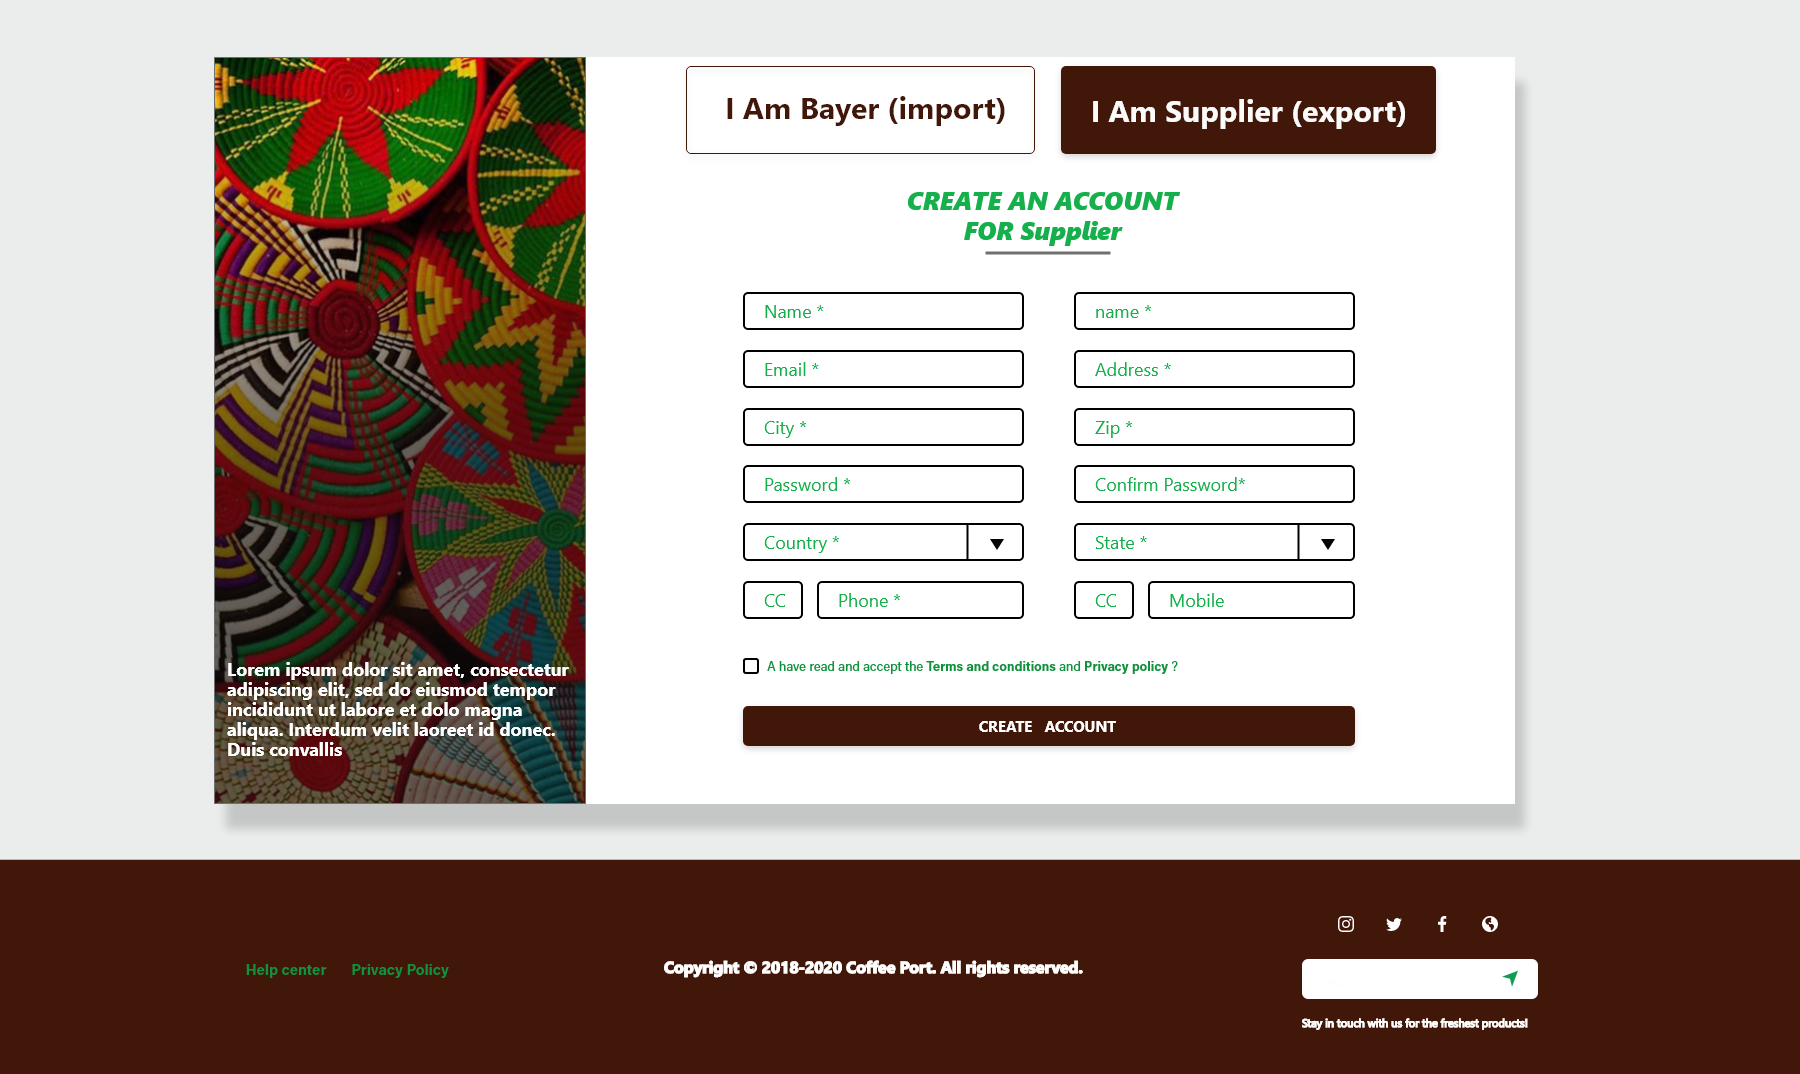 I Am Bayer (import)
I Am Supplier (export)
CREATE AN ACCOUNT
FOR Supplier
Name *
name *
Email *
Address *
City *
Zip *
Password *
Confirm Password*
Country *
State *
CC
Phone *
CC
Mobile
A have read and accept the Terms and conditions and Privacy policy ?
CREATE ACCOUNT
Lorem ipsum dolor sit amet, consectetur
adipiscing elit, sed do eiusmod tempor
incididunt ut labore et dolo magna
aliqua. Interdum velit laoreet id donec.
Duis convallis
Help center
Privacy Policy
Copyright © 2018-2020 Coffee Port. All rights reserved.
Stay in touch with us for the freshest products!